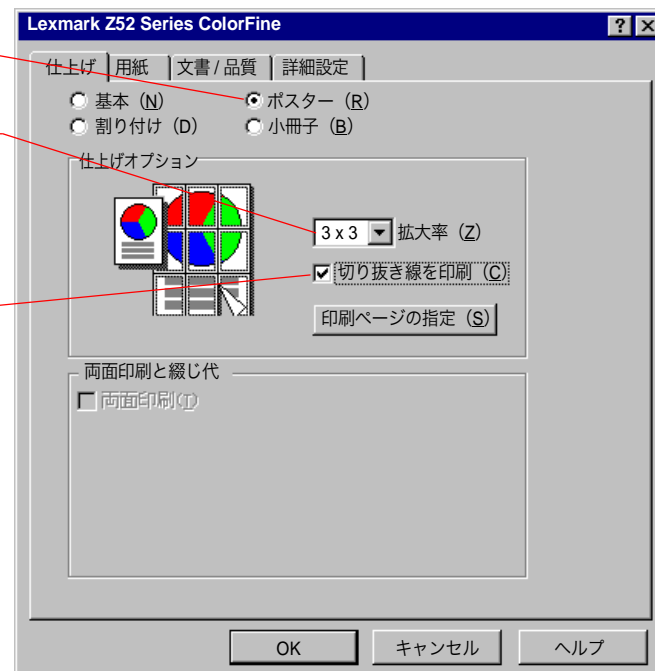 Lexmark Z52 Series ColorFine
仕上げ 用紙 文書 / 品質 詳細設定
基本（N） ポスター（R）
割り付け（D） 小冊子（B）
仕上げオプション
3 x 3 拡大率（Z）
切り抜き線を印刷（C）
印刷ページの指定（S）
両面印刷と綴じ代
両面印刷(T)
OK キャンセル ヘルプ